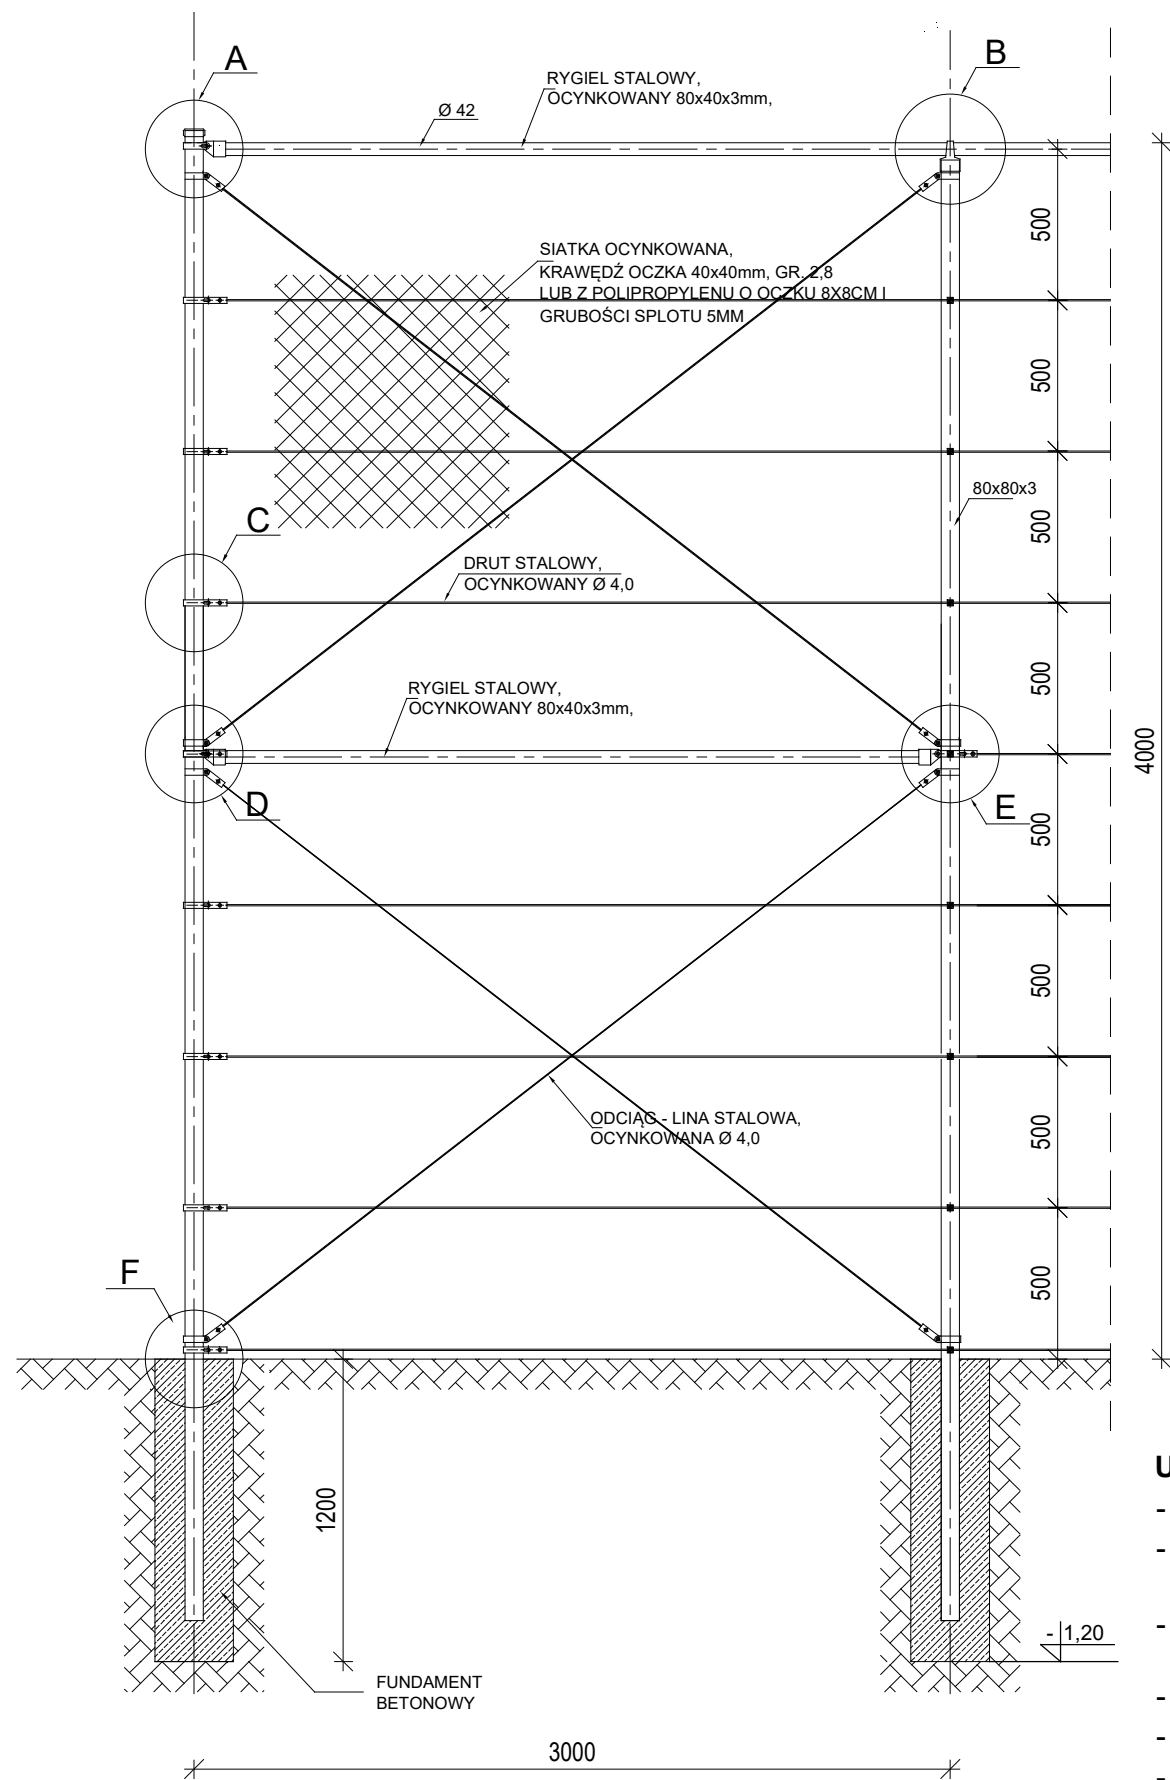 A
B
RYGIEL STALOWY,
OCYNKOWANY 80x40x3mm,
Ø 42
500
SIATKA OCYNKOWANA,
KRAWĘDŹ OCZKA 40x40mm, GR. 2,8
LUB Z POLIPROPYLENU O OCZKU 8X8CM I
GRUBOŚCI SPLOTU 5MM
500
80x80x3
C
500
DRUT STALOWY,
OCYNKOWANY Ø 4,0
500
RYGIEL STALOWY,
OCYNKOWANY 80x40x3mm,
4000
D
E
500
500
ODCIĄG - LINA STALOWA,
OCYNKOWANA Ø 4,0
500
F
500
1200
U
-
-
-
- 1,20
FUNDAMENT
BETONOWY
-
-
-
3000